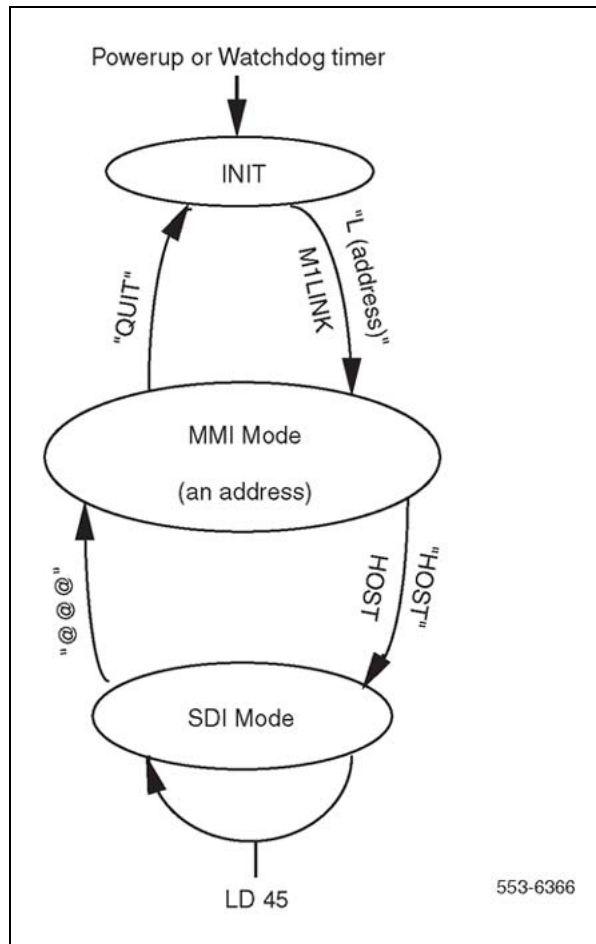 Powerup or Watchdog timer
INIT
"QUIT"
M1LINK
"L (address)"
MMI Mode
(an address)
"@ @ @"
HOST
"HOST"
SDI Mode
LD 45
553-6366